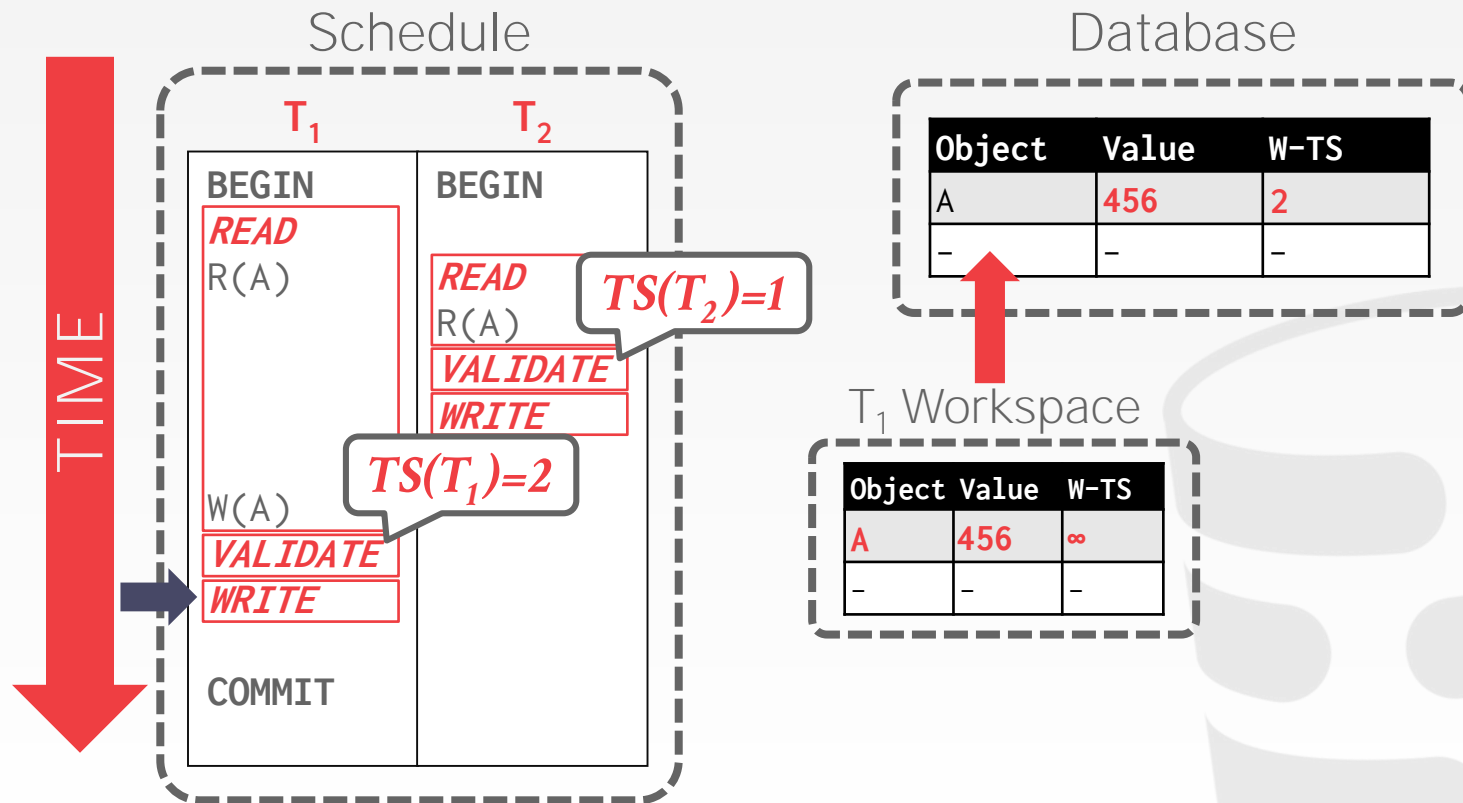 Schedule
Database
TIME
T₁ T₂
BEGIN BEGIN
READ
R(A)
READ
R(A)
TS(T₂)=1
VALIDATE
WRITE
TS(T₁)=2
W(A)
VALIDATE
WRITE
COMMIT
Object Value W-TS
A 456 2
– – –
T₁ Workspace
Object Value W-TS
A 456 ∞
– – –